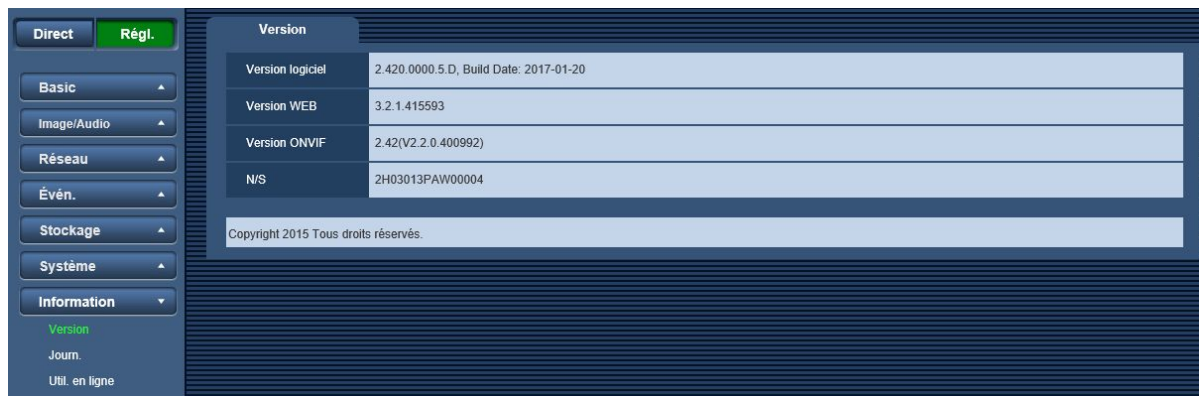 Direct Régl.
Basic
Image/Audio
Réseau
Évén.
Stockage
Système
Information
Version
Journ.
Util. en ligne
Version
Version logiciel 2.420.0000.5.D, Build Date: 2017-01-20
Version WEB 3.2.1.415593
Version ONVIF 2.42(V2.2.0.400992)
N/S 2H03013PAW00004
Copyright 2015 Tous droits réservés.